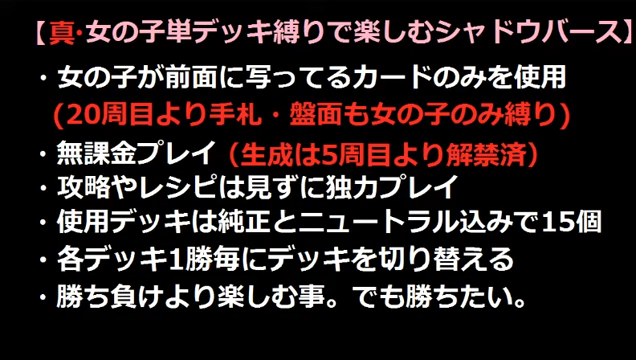 【真・女の子単デッキ縛りで楽しむシャドウバース】
・女の子が前面に写ってるカードのみを使用
(20周目より手札・盤面も女の子のみ縛り)
・無課金プレイ（生成は5周目より解禁済）
・攻略やレシピは見ずに独力プレイ
・使用デッキは純正とニュートラル込みで15個
・各デッキ1勝毎にデッキを切り替える
・勝ち負けより楽しむ事。でも勝ちたい。